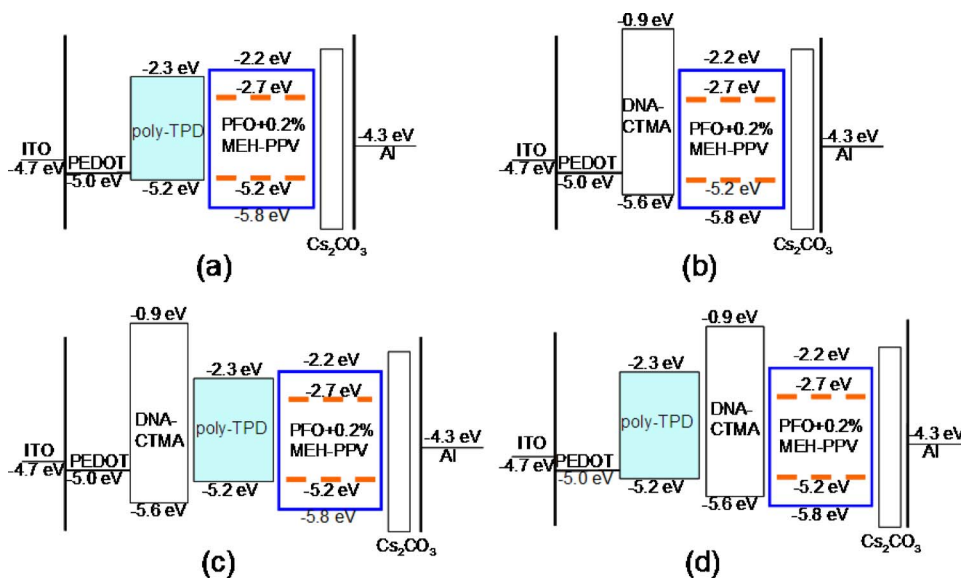 -2.3 eV
-2.2 eV
-2.7 eV
poly-TPD
PFO+0.2%
MEH-PPV
ITO
-4.7 eV
PEDOT
-5.0 eV
-5.2 eV
-5.2 eV
-5.8 eV
-4.3 eV
Al
Cs2CO3
(a)
-0.9 eV
-2.2 eV
-2.7 eV
DNA-
CTMA
PFO+0.2%
MEH-PPV
ITO
-4.7 eV
PEDOT
-5.0 eV
-5.6 eV
-5.2 eV
-5.8 eV
-4.3 eV
Al
Cs2CO3
(b)
-0.9 eV
-2.3 eV
-2.2 eV
-2.7 eV
DNA-
CTMA
poly-TPD
PFO+0.2%
MEH-PPV
ITO
-4.7 eV
PEDOT
-5.0 eV
-5.6 eV
-5.2 eV
-5.2 eV
-5.8 eV
-4.3 eV
Al
Cs2CO3
(c)
-2.3 eV
-0.9 eV
-2.2 eV
-2.7 eV
poly-TPD
DNA-
CTMA
PFO+0.2%
MEH-PPV
ITO
-4.7 eV
PEDOT
-5.0 eV
-5.2 eV
-5.6 eV
-5.2 eV
-5.8 eV
-4.3 eV
Al
Cs2CO3
(d)